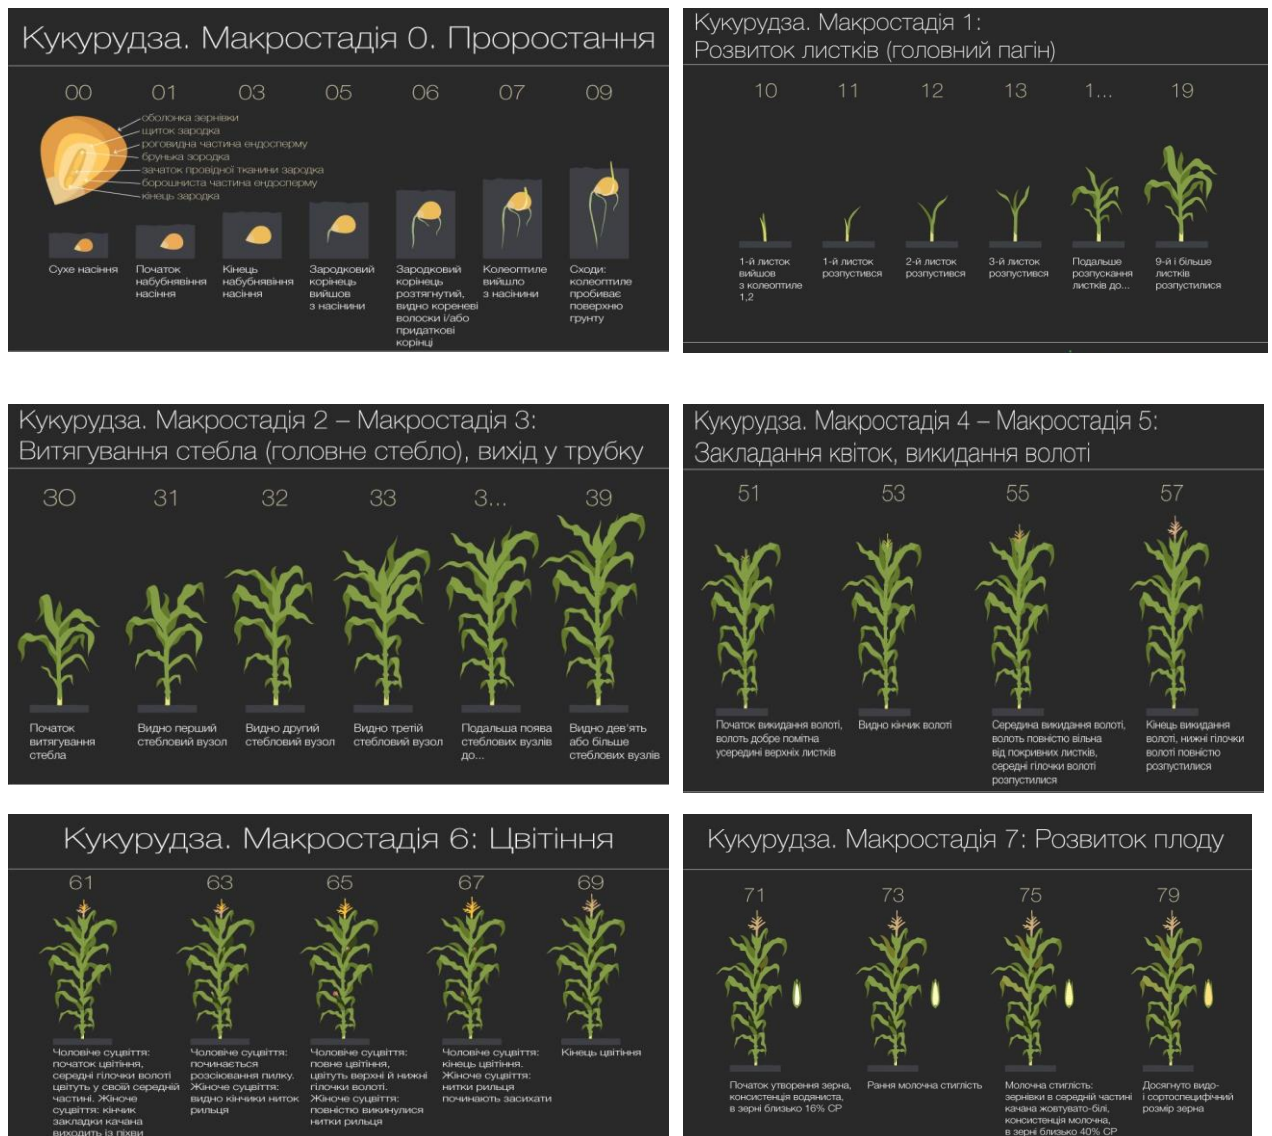 Кукурудза. Макростадія 0. Проростання
00 01 03 05 06 07 09
оболонка зернівки
щиток зародка
роговидна частина ендосперму
брунька зородка
зачаток провідної тканини зародка
борошниста частина ендосперму
кінець зародка
Сухе насіння
Початок
набубнявіння
насіння
Кінець
набубнявіння
насіння
Зародковий
корінець
вийшов
з насінини
Зародковий
корінець
розтягнутий,
видно кореневі
волоски і/або
придаткові
корінці
Колеоптиле
вийшло
з насінини
Сходи:
колеоптиле
пробиває
поверхню
грунту
Кукурудза. Макростадія 1:
Розвиток листків (головний пагін)
10 11 12 13 1... 19
1-й листок
вийшов
з колеоптиле
1,2
1-й листок
розпустився
2-й листок
розпустився
3-й листок
розпустився
Подальше
розпускання
листків до...
9-й і більше
листків
розпустилися
Кукурудза. Макростадія 2 – Макростадія 3:
Витягування стебла (головне стебло), вихід у трубку
30 31 32 33 3... 39
Початок
витягування
стебла
Видно перший
стебловий вузол
Видно другий
стебловий вузол
Видно третій
стебловий вузол
Подальша поява
стеблових вузлів
до...
Видно дев'ять
або більше
стеблових вузлів
Кукурудза. Макростадія 4 – Макростадія 5:
Закладання квіток, викидання волоті
51 53 55 57
Початок викидання волоті,
волоть добре помітна
усередині верхніх листків
Видно кінчик волоті
Середина викидання волоті,
волоть повністю вільна
від покривних листків,
середні гілочки волоті
розпустилися
Кінець викидання
волоті, нижні гілочки
волоті повністю
розпустилися
Кукурудза. Макростадія 6: Цвітіння
61 63 65 67 69
Чоловіче суцвіття:
початок цвітіння,
середні гілочки волоті
цвітуть у своїй середній
частині. Жіноче
суцвіття: кінчик
закладки качана
виходить із піхви
Чоловіче суцвіття:
починається
розсіювання пилку.
Жіноче суцвіття:
видно кінчики ниток
рильця
Чоловіче суцвіття:
повне цвітіння,
цвітуть верхні й нижні
гілочки волоті.
Жіноче суцвіття:
повністю викинулися
нитки рильця
Чоловіче суцвіття:
кінець цвітіння.
Жіноче суцвіття:
нитки рильця
починають засихати
Кінець цвітіння
Кукурудза. Макростадія 7: Розвиток плоду
71 73 75 79
Початок утворення зерна,
консистенція водяниста,
в зерні близько 16% СР
Рання молочна стиглість
Молочна стиглість:
зернівки в середній частині
качана жовтувато-білі,
консистенція молочна,
в зерні близько 40% СР
Досягнуто видо-
і сортоспецифічний
розмір зерна